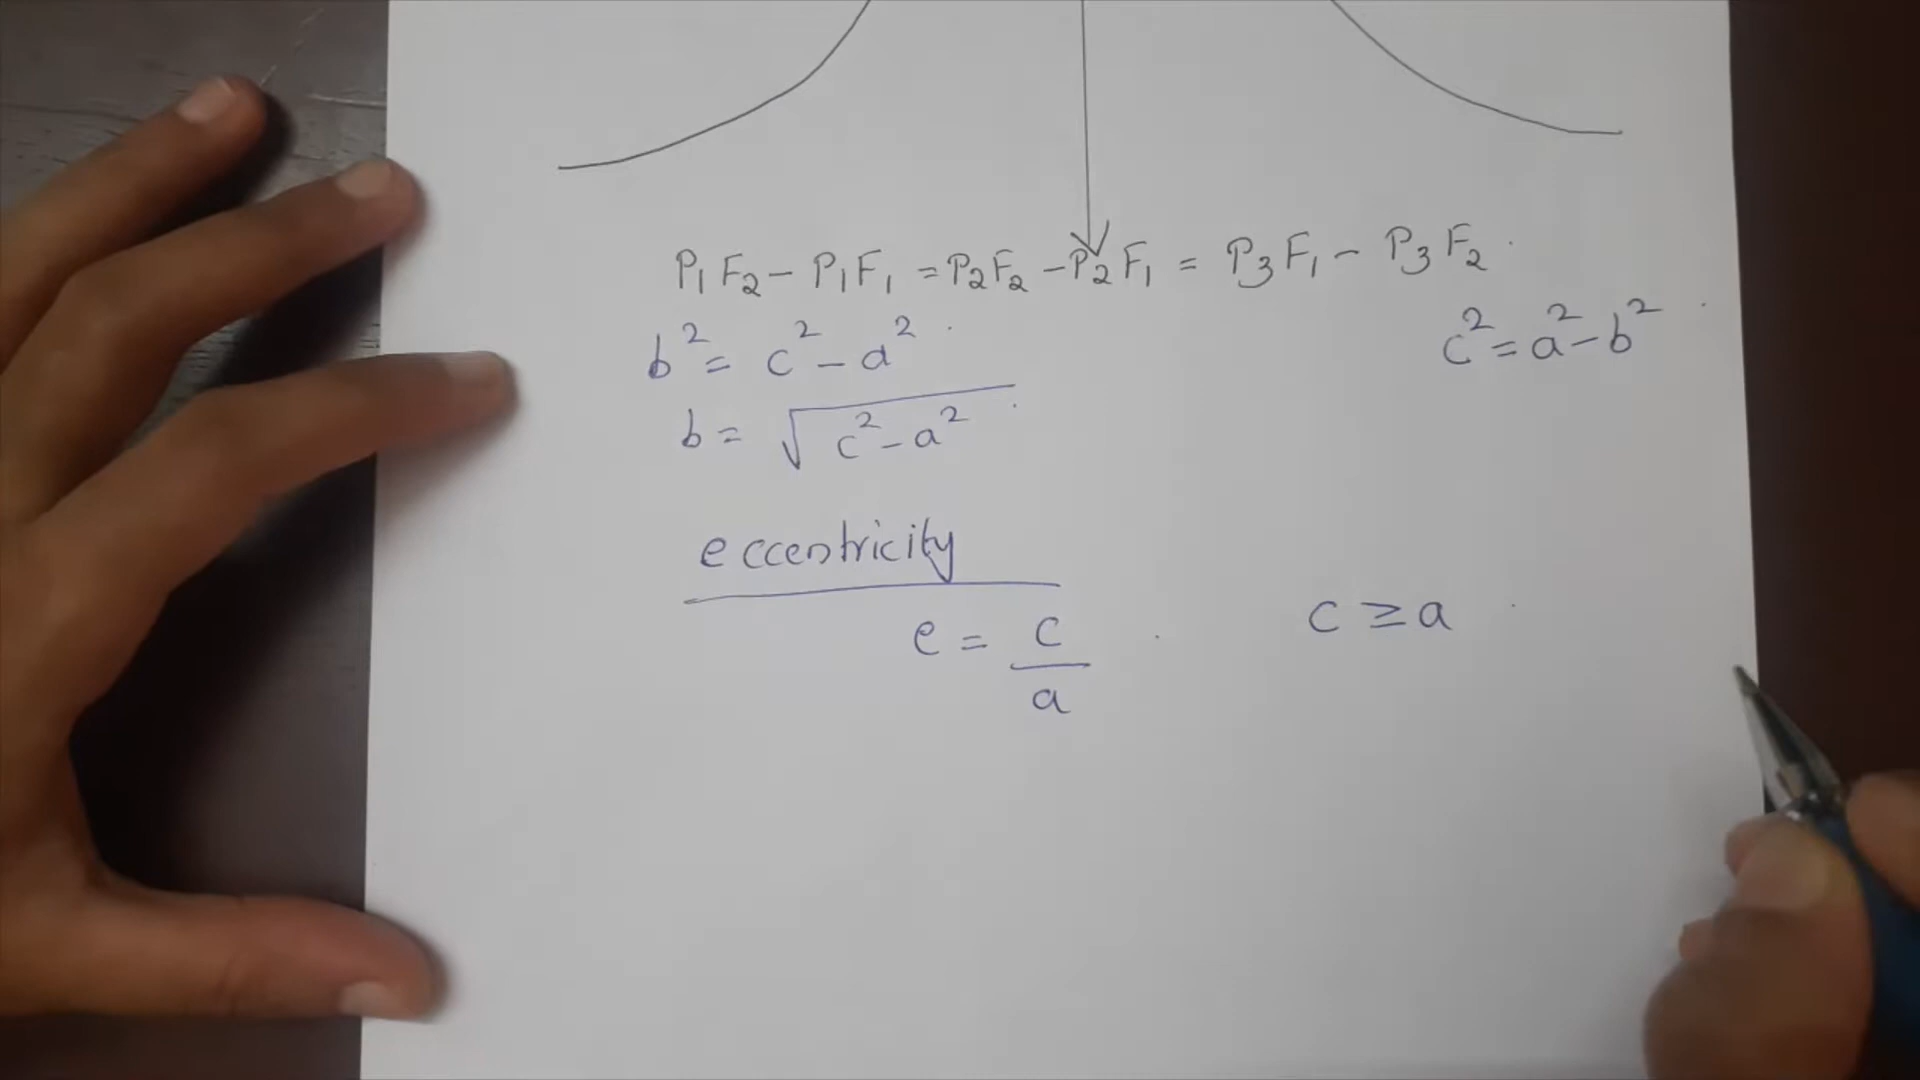 P₁F₂ - P₁F₁ = P₂F₂ - P₂F₁ = P₃F₁ - P₃F₂
b² = c² - a²
c² = a² - b²
b = √(c² - a²)
eccentricity
e = c/a
c ≥ a